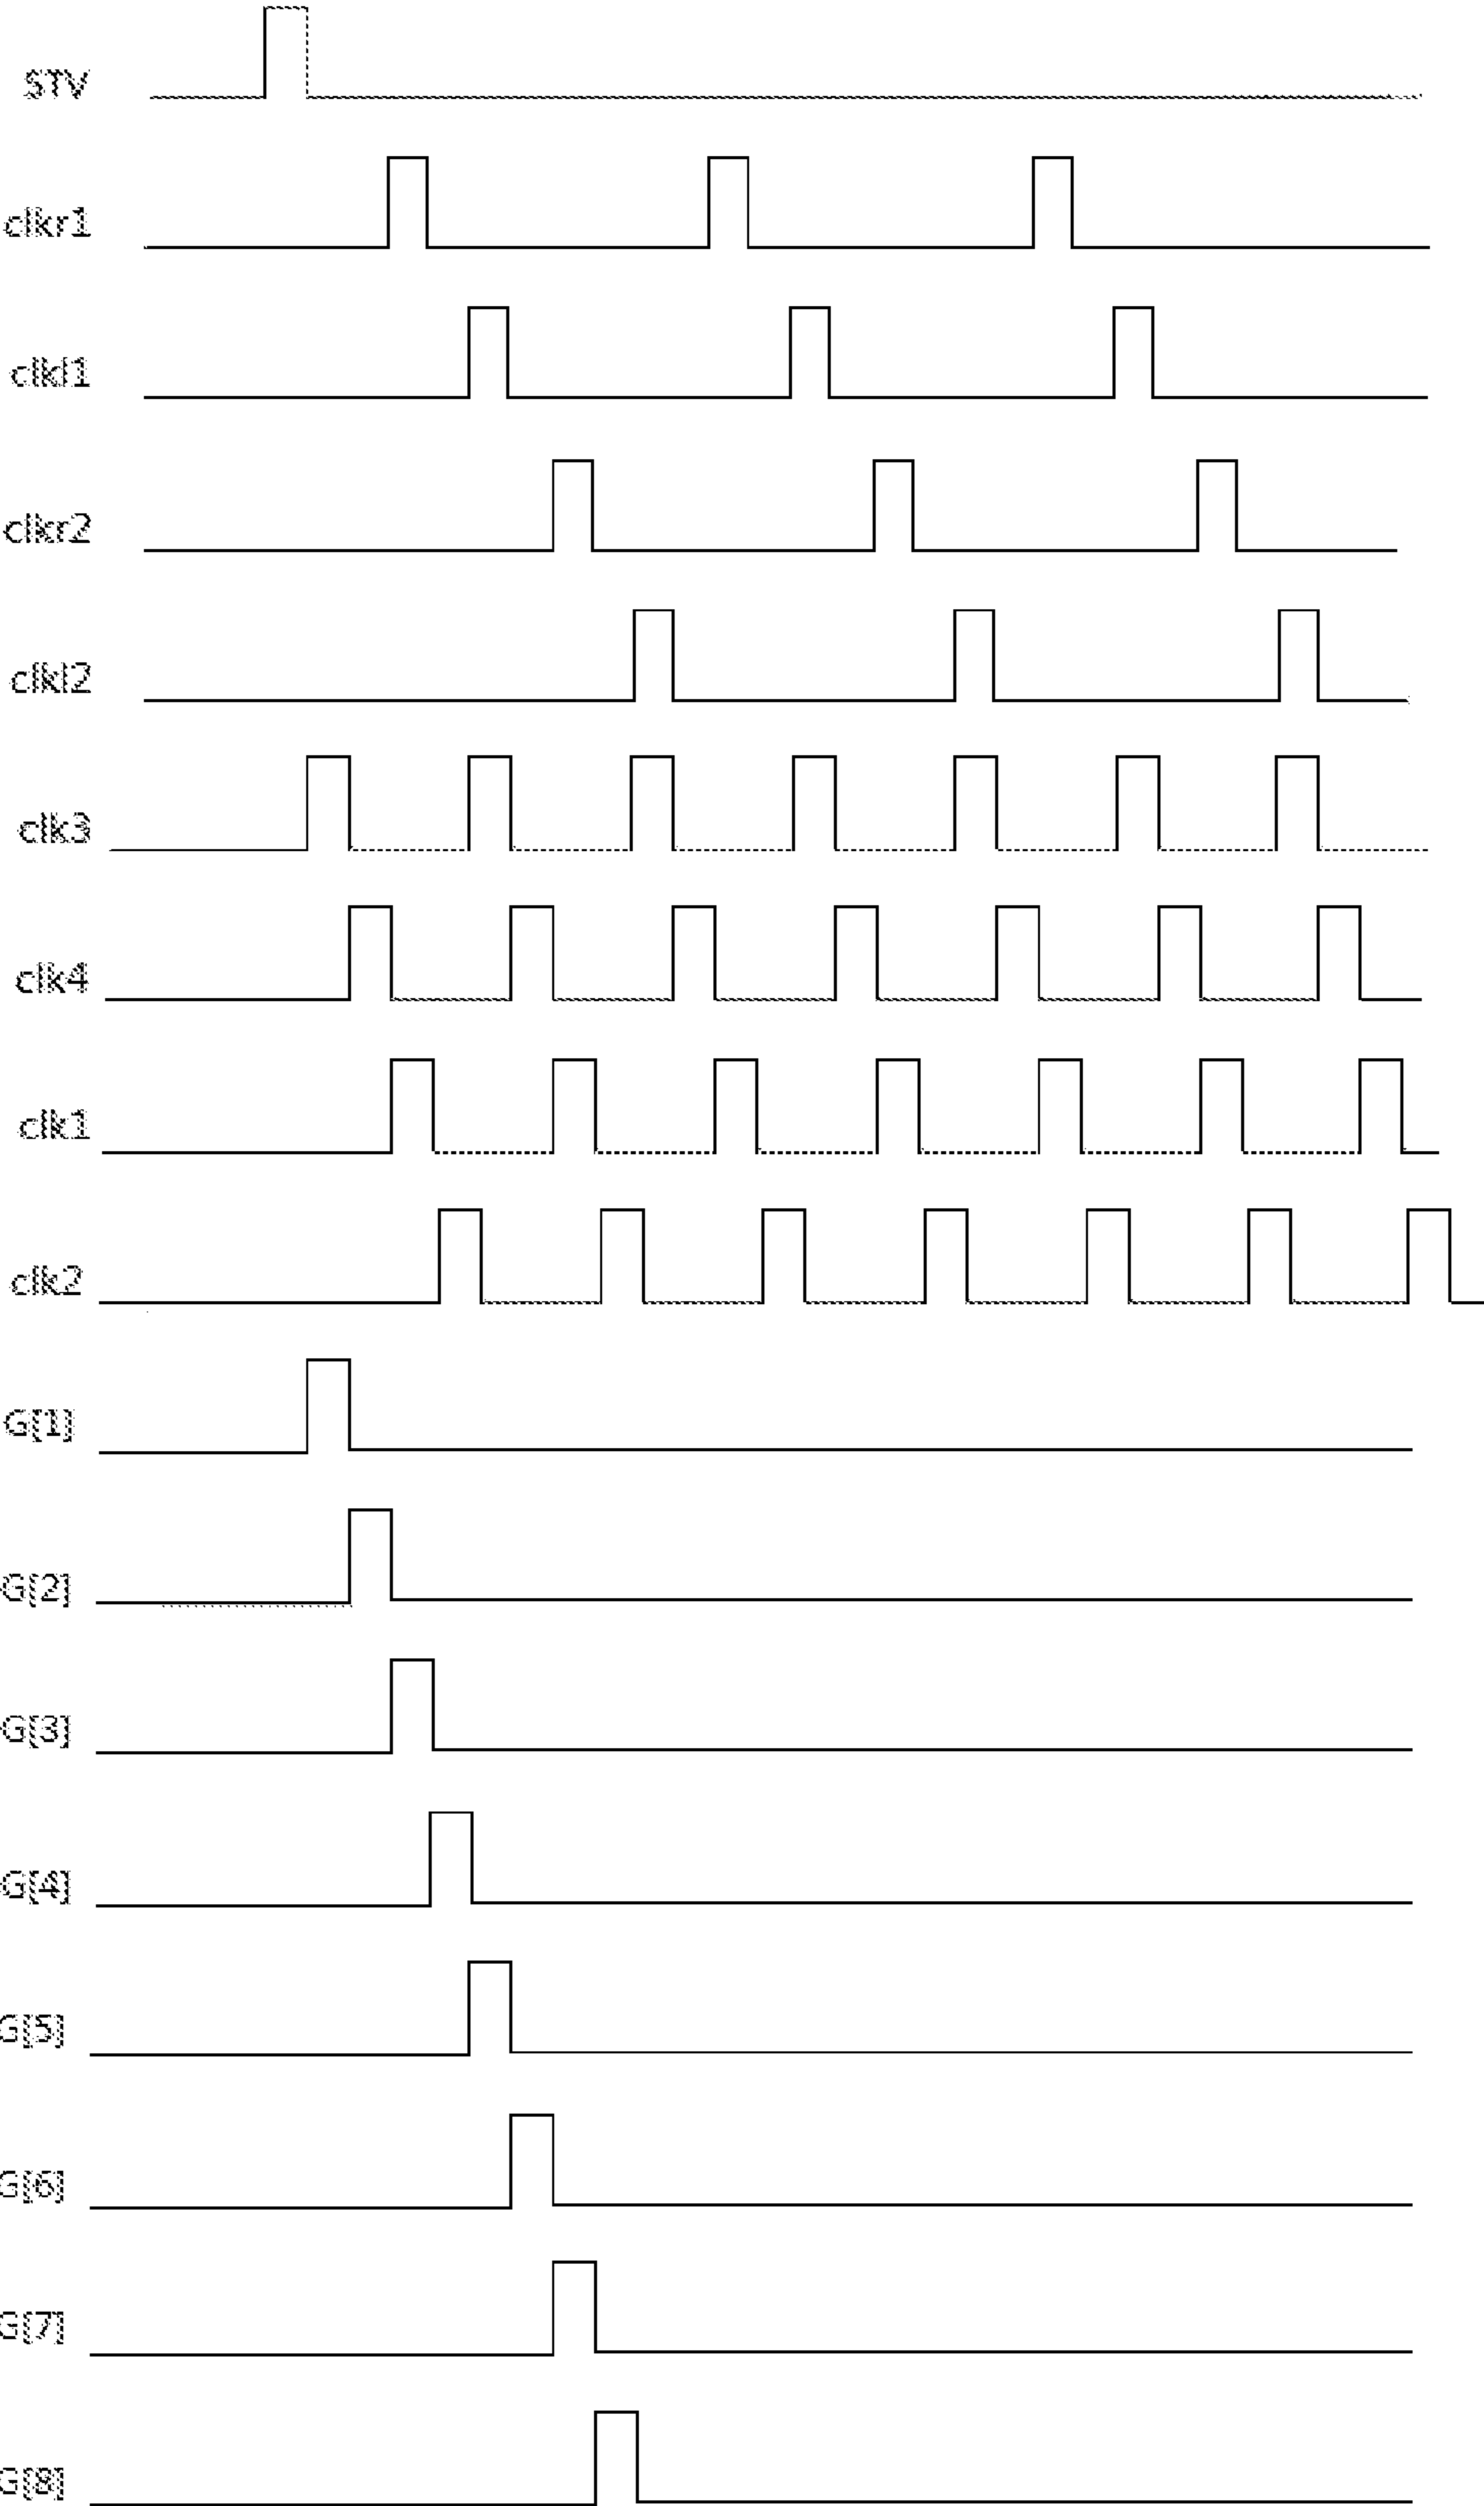 STV
clkr1
clkl1
clkr2
clkl2
clk3
clk4
clk1
clk2
G[1]
G[2]
G[3]
G[4]
G[5]
G[6]
G[7]
G[8]